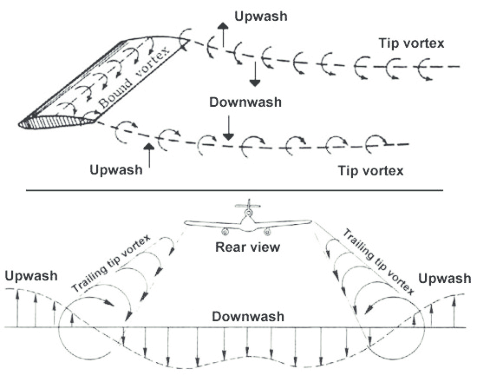 Upwash
Tip vortex
Bound vortex
Downwash
Upwash
Tip vortex
Rear view
Trailing tip vortex
Trailing tip vortex
Upwash
Upwash
Downwash